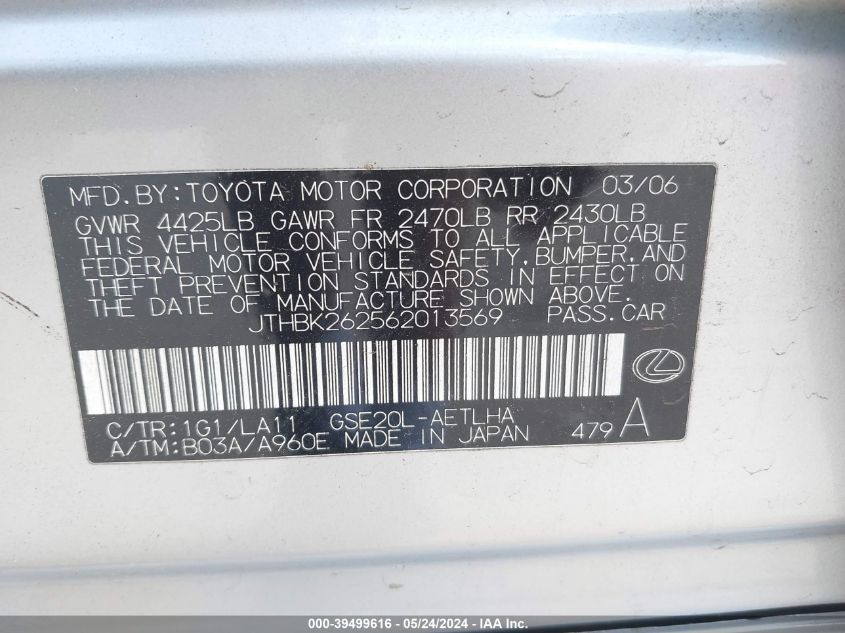 MFD.BY:TOYOTA MOTOR CORPORATION 03/06
GVWR 4425LB GAWR FR 2470LB RR 2430LB
THIS VEHICLE CONFORMS TO ALL APPLICABLE
FEDERAL MOTOR VEHICLE SAFETY,BUMPER,AND
THEFT PREVENTION STANDARDS IN EFFECT ON
THE DATE OF MANUFACTURE SHOWN ABOVE.
JTHBK262562013569 PASS.CAR
C/TR:1G1/LA11 GSE20L-AETLHA
A/TM:B03A/A960E MADE IN JAPAN 479A
000-39499616 - 05/24/2024 - IAA Inc.